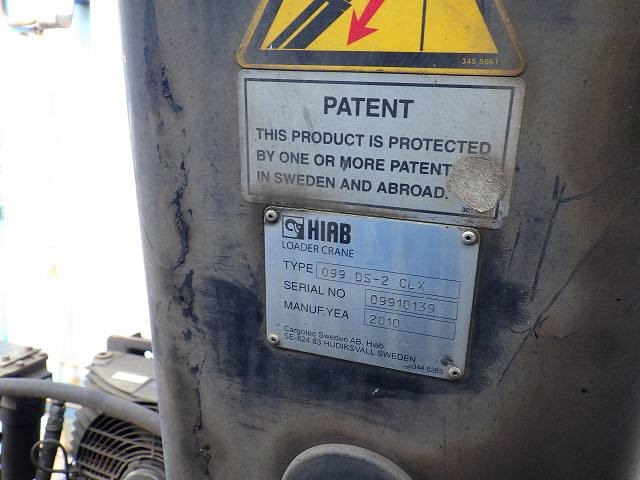 345 5661
PATENT
THIS PRODUCT IS PROTECTED
BY ONE OR MORE PATENT
IN SWEDEN AND ABROAD.
HIAB
LOADER CRANE
TYPE 099 DS-2 CLX
SERIAL NO 09910139
MANUF.YEA 2010
Cargotec Sweden AB, Hiab
SE-824 83 HUDIKSVALL SWEDEN
344 6263